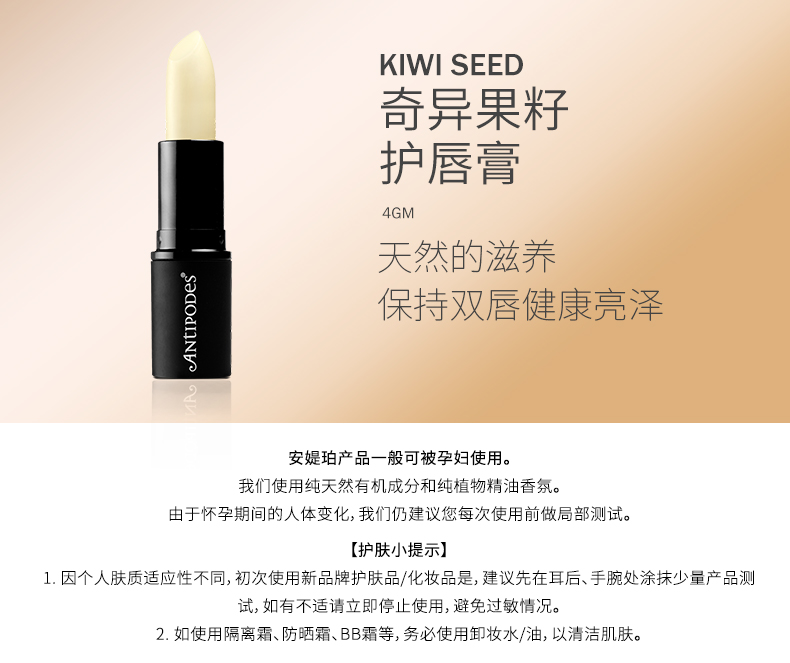 KIWI SEED
奇异果籽
护唇膏
4GM
天然的滋养
保持双唇健康亮泽
ANTIPODES®
安媞珀产品一般可被孕妇使用。
我们使用纯天然有机成分和纯植物精油香氛。
由于怀孕期间的人体变化,我们仍建议您每次使用前做局部测试。
【护肤小提示】
1. 因个人肤质适应性不同,初次使用新品牌护肤品/化妆品是,建议先在耳后、手腕处涂抹少量产品测
试,如有不适请立即停止使用,避免过敏情况。
2. 如使用隔离霜、防晒霜、BB霜等,务必使用卸妆水/油,以清洁肌肤。